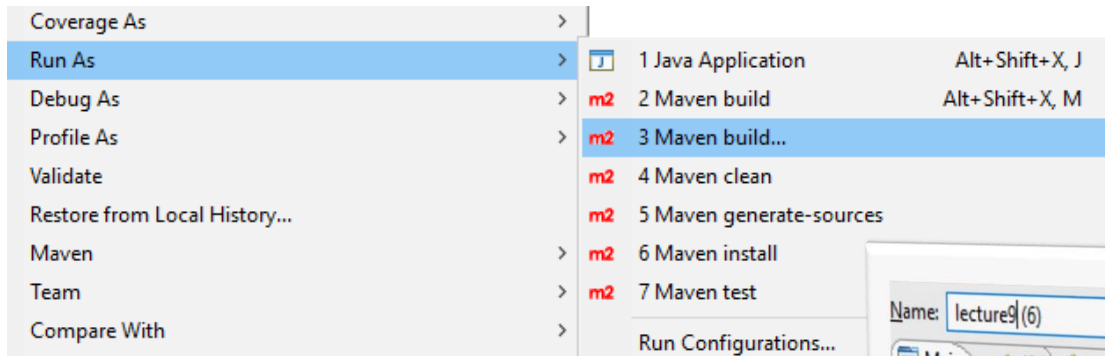 Coverage As
Run As
Debug As
Profile As
Validate
Restore from Local History...
Maven
Team
Compare With
1 Java Application Alt+Shift+X, J
m2 2 Maven build Alt+Shift+X, M
m2 3 Maven build...
m2 4 Maven clean
m2 5 Maven generate-sources
m2 6 Maven install
m2 7 Maven test
Run Configurations...
Name: lecture9 (6)